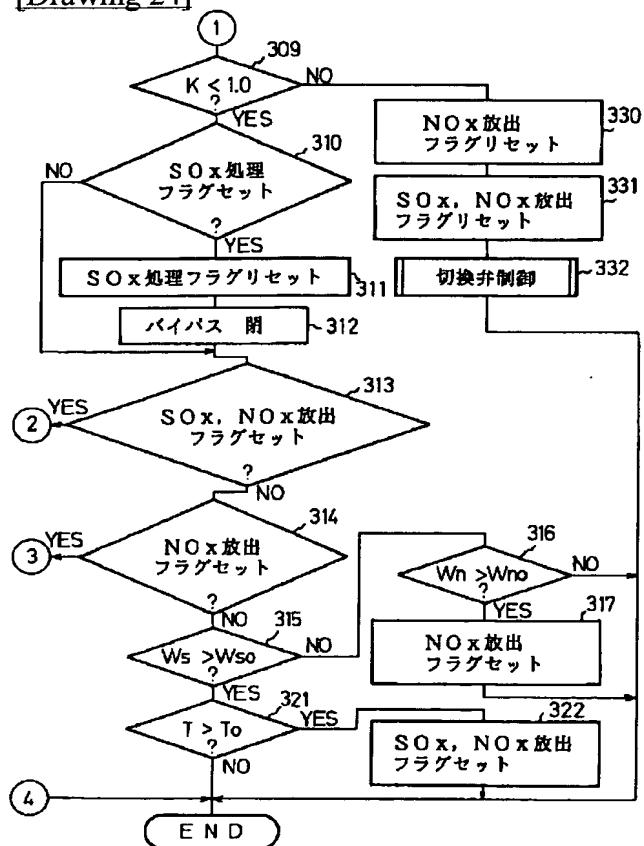 [Drawing 24]
1
309
K < 1.0
?
NO
YES
330
NOx放出
フラグリセット
310
NO
SOx処理
フラグセット
?
YES
331
SOx, NOx放出
フラグリセット
SOx処理フラグリセット
311
切換弁制御
332
バイパス 閉
312
313
2
YES
SOx, NOx放出
フラグセット
?
NO
314
3
YES
NOx放出
フラグセット
?
NO
316
Wn >Wno
?
NO
YES
315
Ws >Wso
?
NO
YES
317
NOx放出
フラグセット
321
T > To
?
YES
NO
322
SOx, NOx放出
フラグセット
4
END